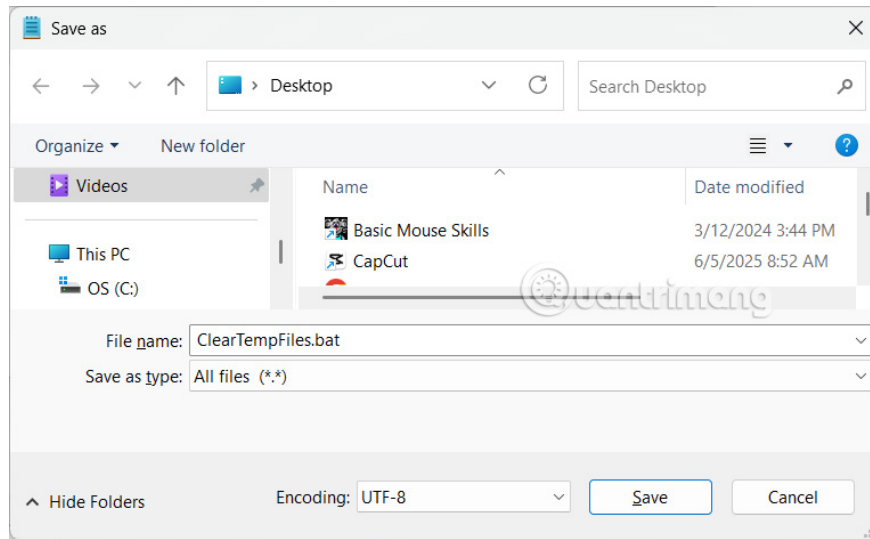 Save as
Desktop
Search Desktop
Organize
New folder
Videos
Name
Date modified
Basic Mouse Skills
3/12/2024 3:44 PM
This PC
CapCut
6/5/2025 8:52 AM
OS (C:)
Quantrimang
File name:
ClearTempFiles.bat
Save as type:
All files (*.*)
Hide Folders
Encoding:
UTF-8
Save
Cancel